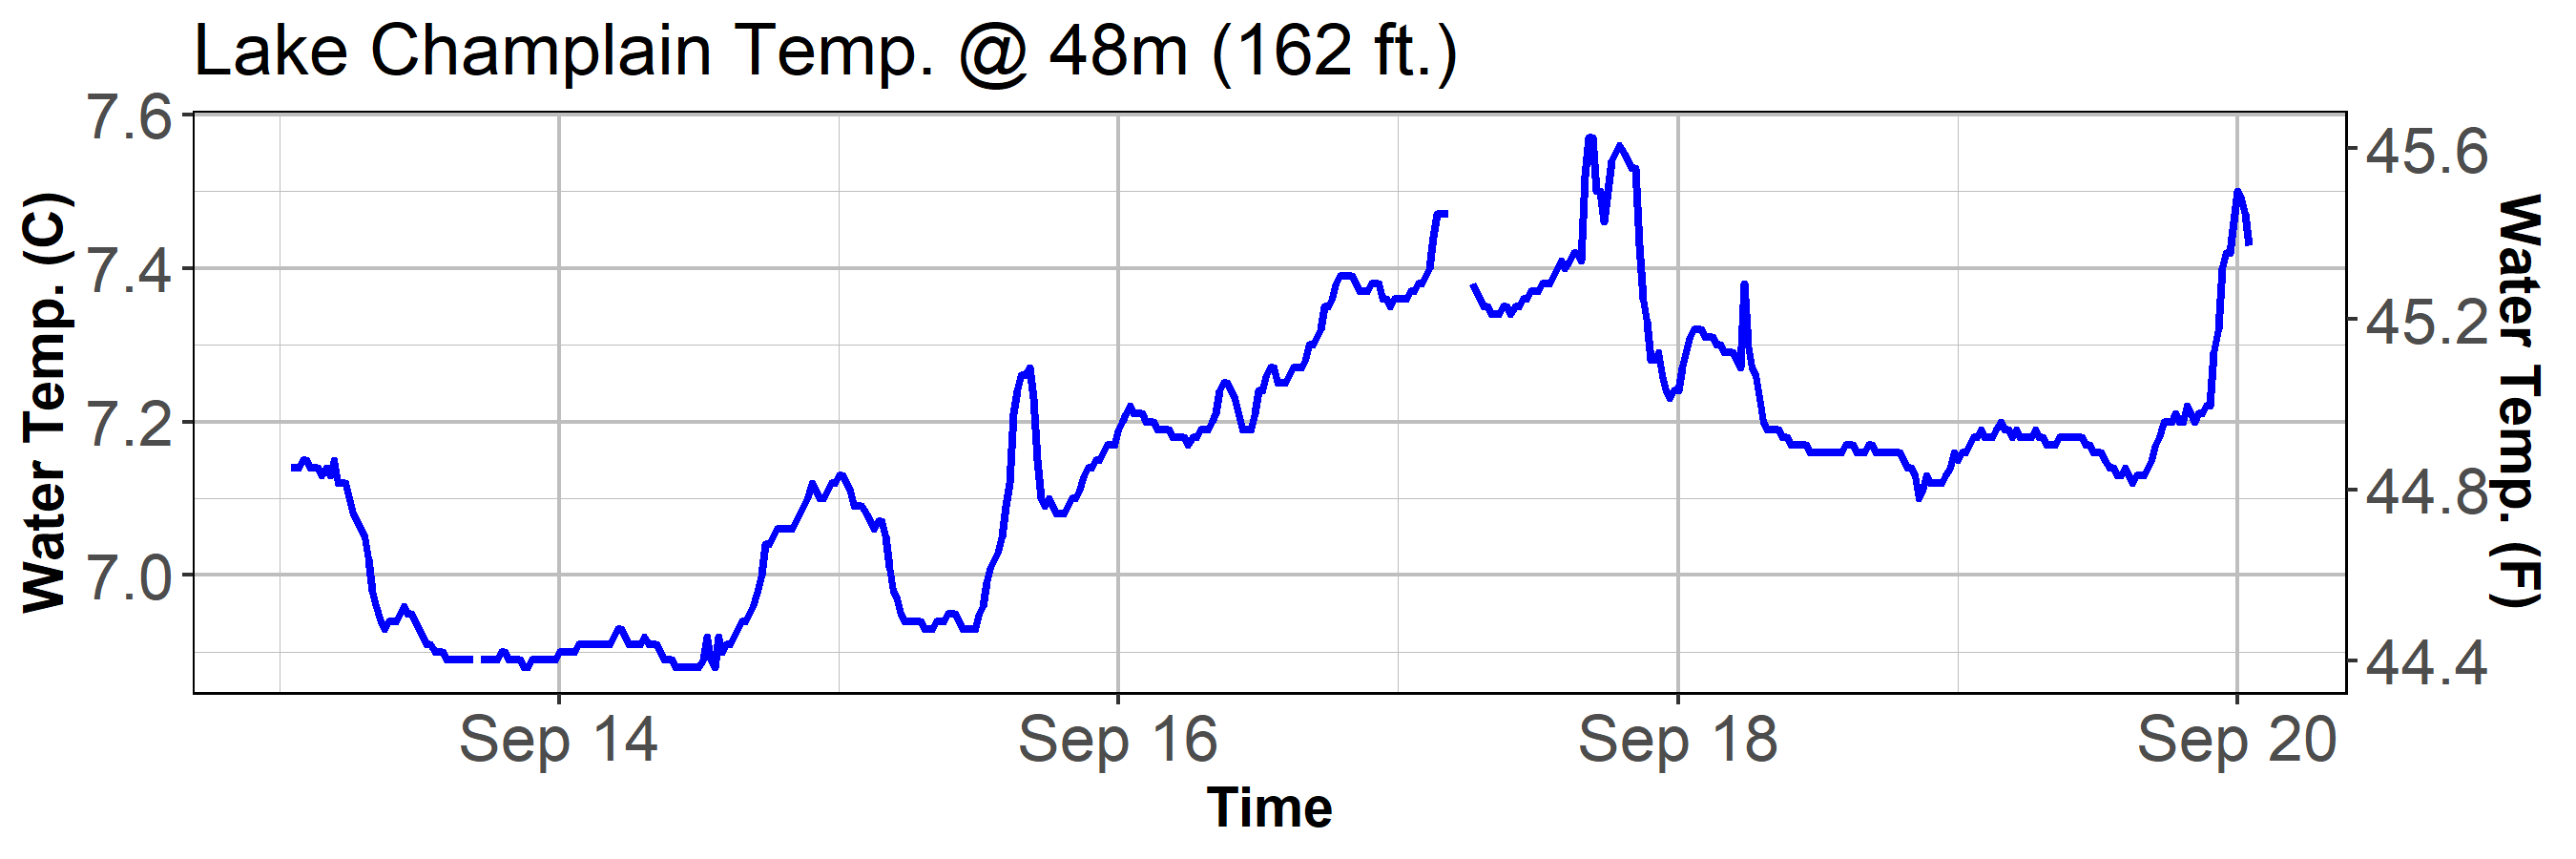 Lake Champlain Temp. @ 48m (162 ft.)
Water Temp. (C)
7.6
7.4
7.2
7.0
45.6
45.2
44.8
44.4
Water Temp. (F)
Sep 14
Sep 16
Sep 18
Sep 20
Time